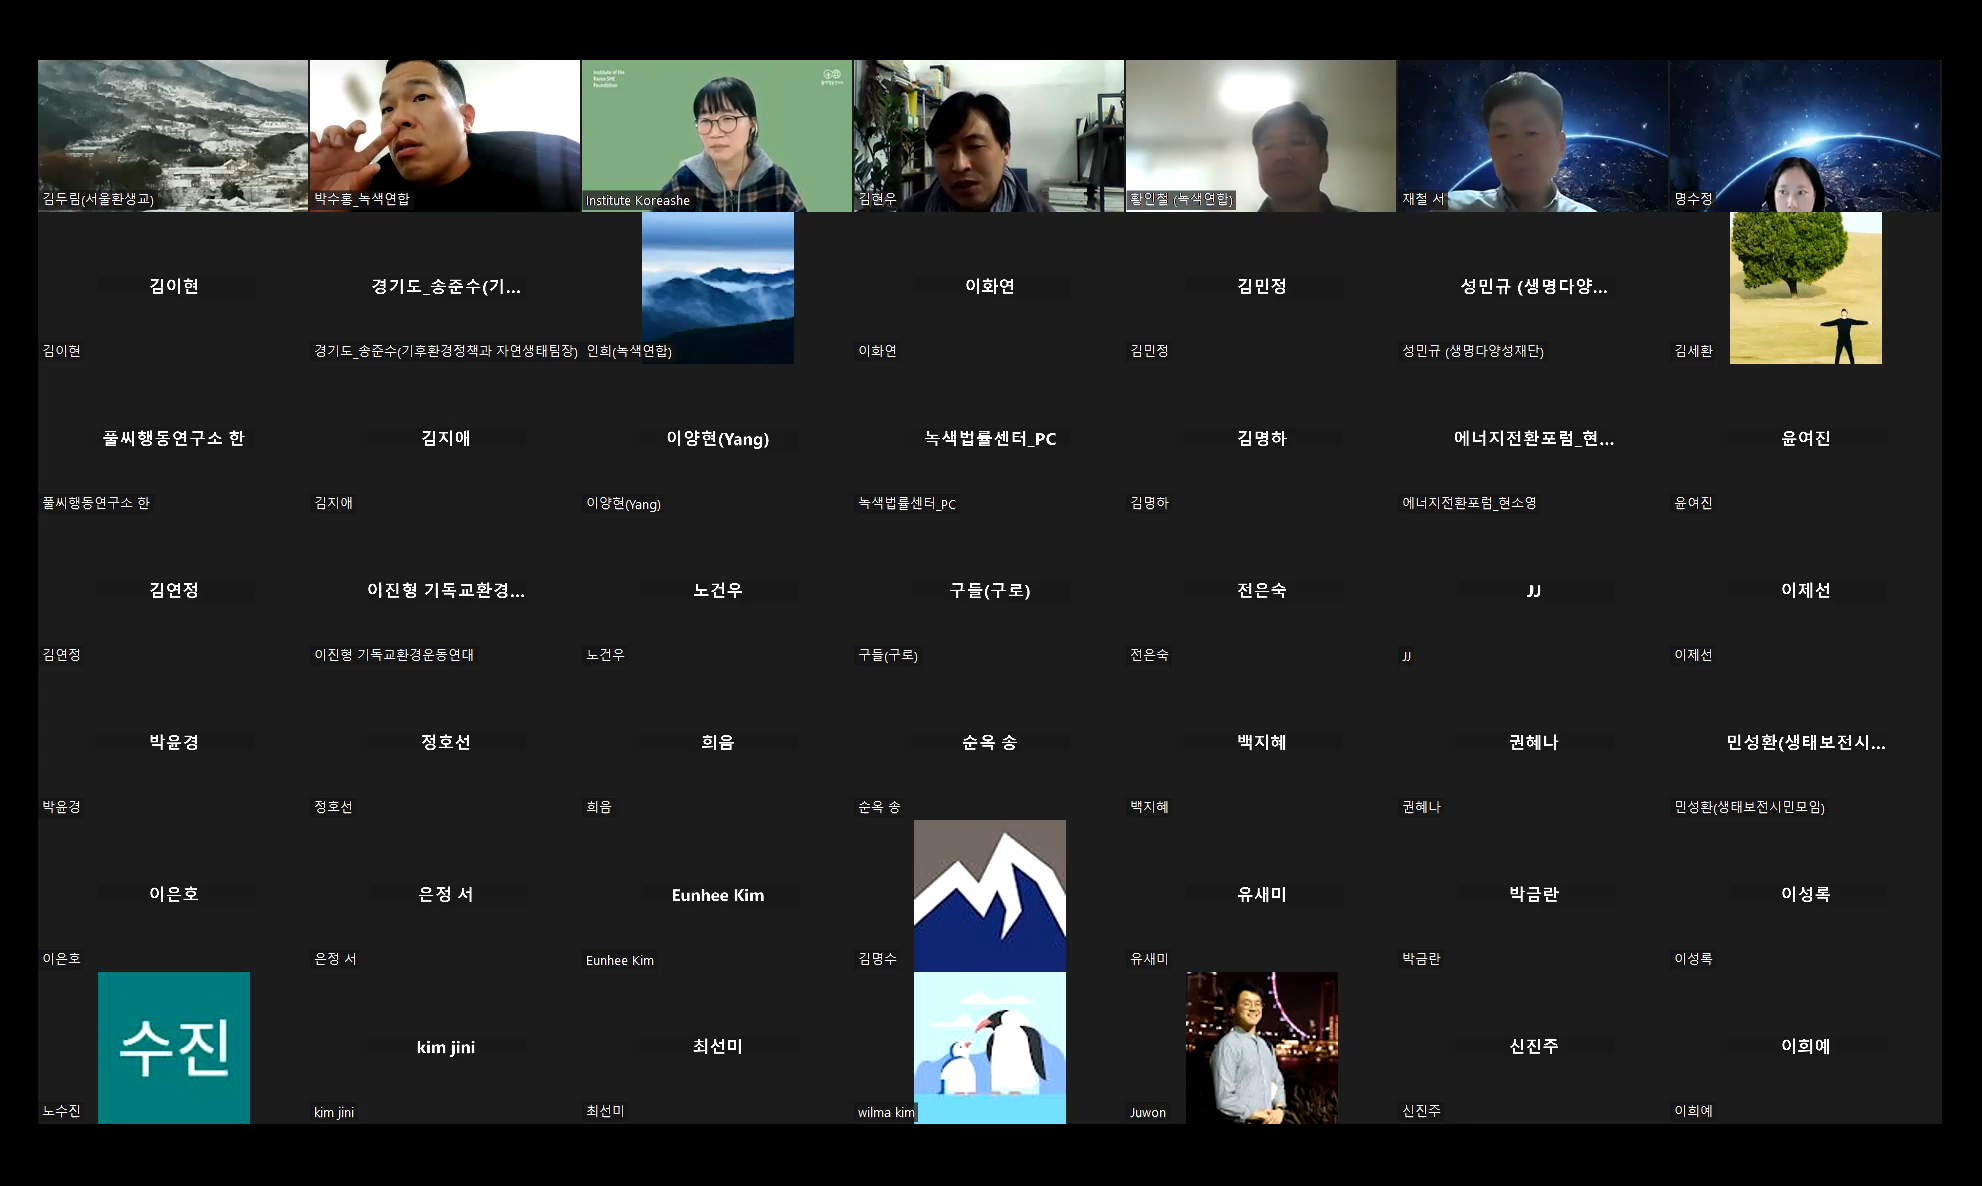 Institute of the
Korea SHE
Foundation
김두림(서울환생교)
박수홍_녹색연합
Institute Koreashe
김현우
황인철 (녹색연합)
재철 서
명수정
김이현
경기도_송준수(기...
이화연
김민정
성민규 (생명다양...
김이현
경기도_송준수(기후환경정책과 자연생태팀장)
인희(녹색연합)
이화연
김민정
성민규 (생명다양성재단)
김세환
풀씨행동연구소 한
김지애
이양현(Yang)
녹색법률센터_PC
김명하
에너지전환포럼_현...
윤여진
풀씨행동연구소 한
김지애
이양현(Yang)
녹색법률센터_PC
김명하
에너지전환포럼_현소영
윤여진
김연정
이진형 기독교환경...
노건우
구들(구로)
전은숙
JJ
이제선
김연정
이진형 기독교환경운동연대
노건우
구들(구로)
전은숙
JJ
이제선
박윤경
정호선
희음
순옥 송
백지혜
권혜나
민성환(생태보전시...
박윤경
정호선
희음
순옥 송
백지혜
권혜나
민성환(생태보전시민모임)
이은호
은정 서
Eunhee Kim
유새미
박금란
이성록
이은호
은정 서
Eunhee Kim
김명수
유새미
박금란
이성록
수진
kim jini
최선미
신진주
이희예
노수진
kim jini
최선미
wilma kim
Juwon
신진주
이희예